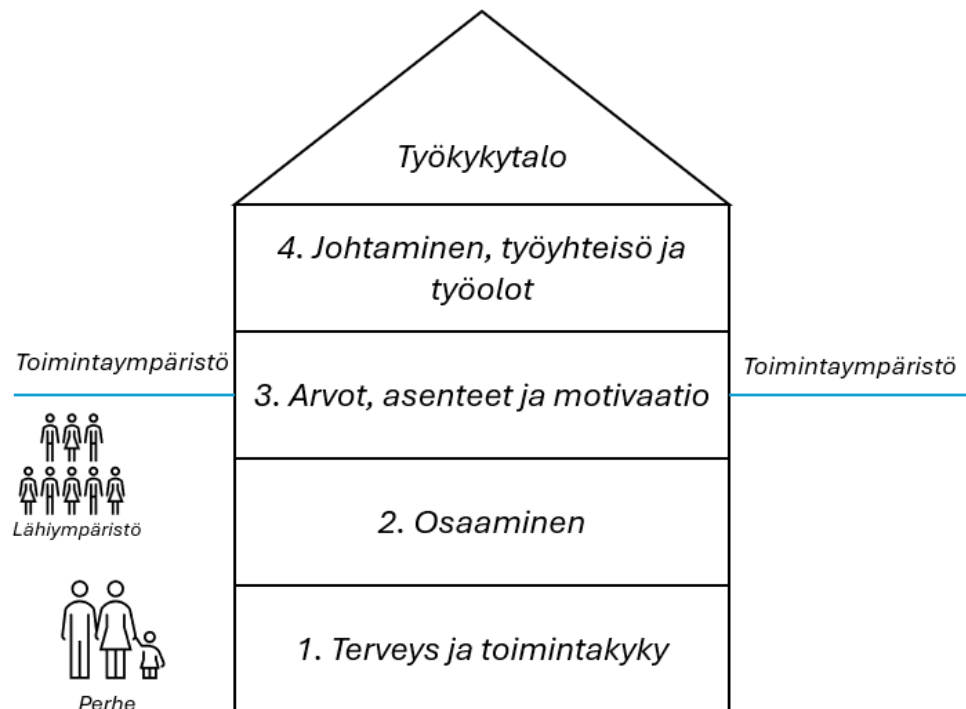 Työkykytalo
4. Johtaminen, työyhteisö ja
työolot
Toimintaympäristö
3. Arvot, asenteet ja motivaatio
Toimintaympäristö
Lähiympäristö
2. Osaaminen
1. Terveys ja toimintakyky
Perhe